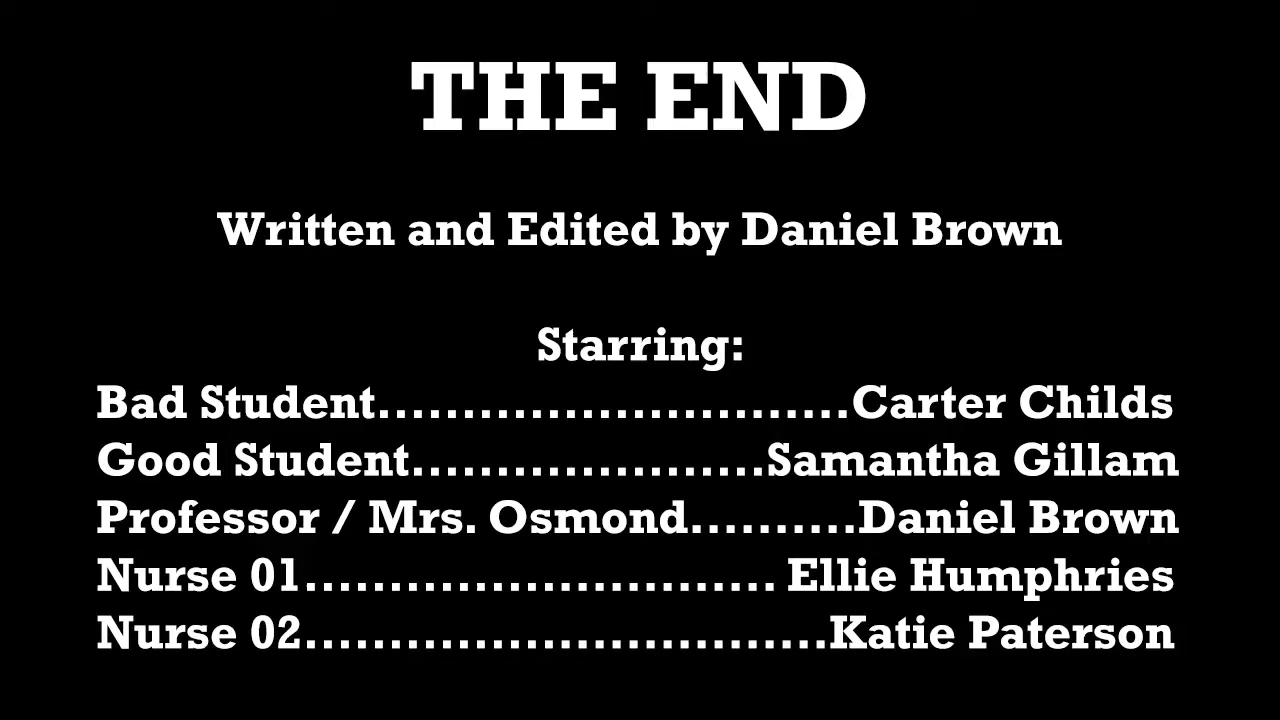 THE END
Written and Edited by Daniel Brown
Starring:
Bad Student............................Carter Childs
Good Student.....................Samantha Gillam
Professor / Mrs. Osmond..........Daniel Brown
Nurse 01............................ Ellie Humphries
Nurse 02...............................Katie Paterson